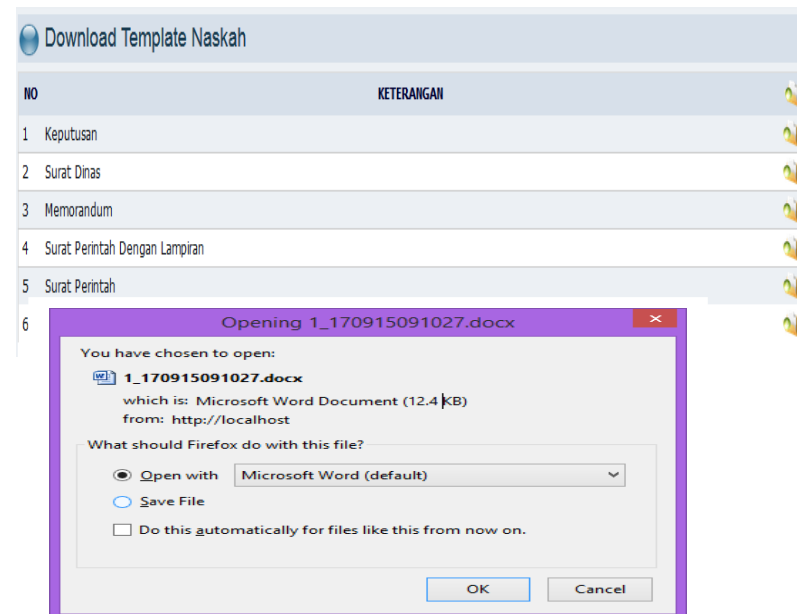 Download Template Naskah
NO KETERANGAN
1 Keputusan
2 Surat Dinas
3 Memorandum
4 Surat Perintah Dengan Lampiran
5 Surat Perintah
6
Opening 1_170915091027.docx
You have chosen to open:
1_170915091027.docx
which is: Microsoft Word Document (12.4 KB)
from: http://localhost
What should Firefox do with this file?
Open with Microsoft Word (default)
Save File
Do this automatically for files like this from now on.
OK Cancel